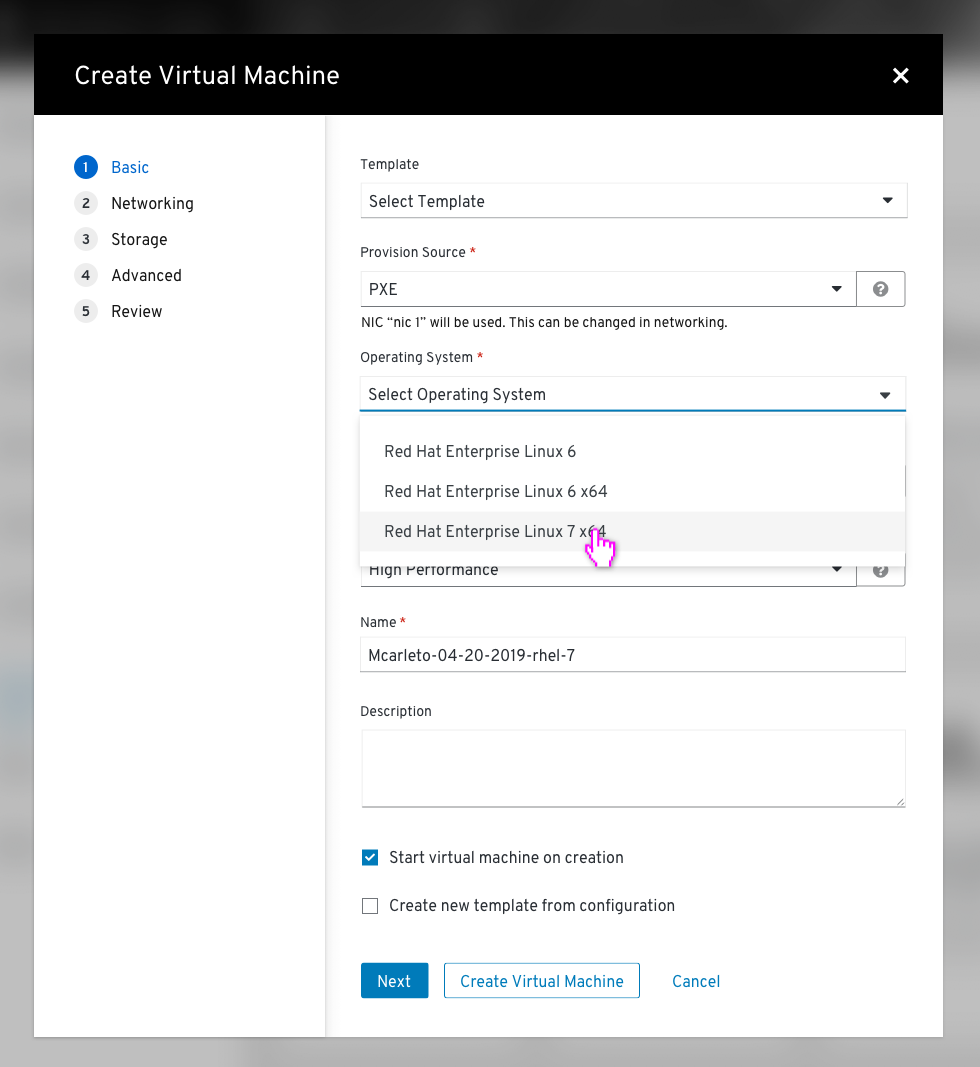 Create Virtual Machine
1 Basic
2 Networking
3 Storage
4 Advanced
5 Review
Template
Select Template
Provision Source *
PXE
NIC “nic 1” will be used. This can be changed in networking.
Operating System *
Select Operating System
Red Hat Enterprise Linux 6
Red Hat Enterprise Linux 6 x64
Red Hat Enterprise Linux 7 x64
High Performance
Name *
Mcarleto-04-20-2019-rhel-7
Description
Start virtual machine on creation
Create new template from configuration
Next
Create Virtual Machine
Cancel